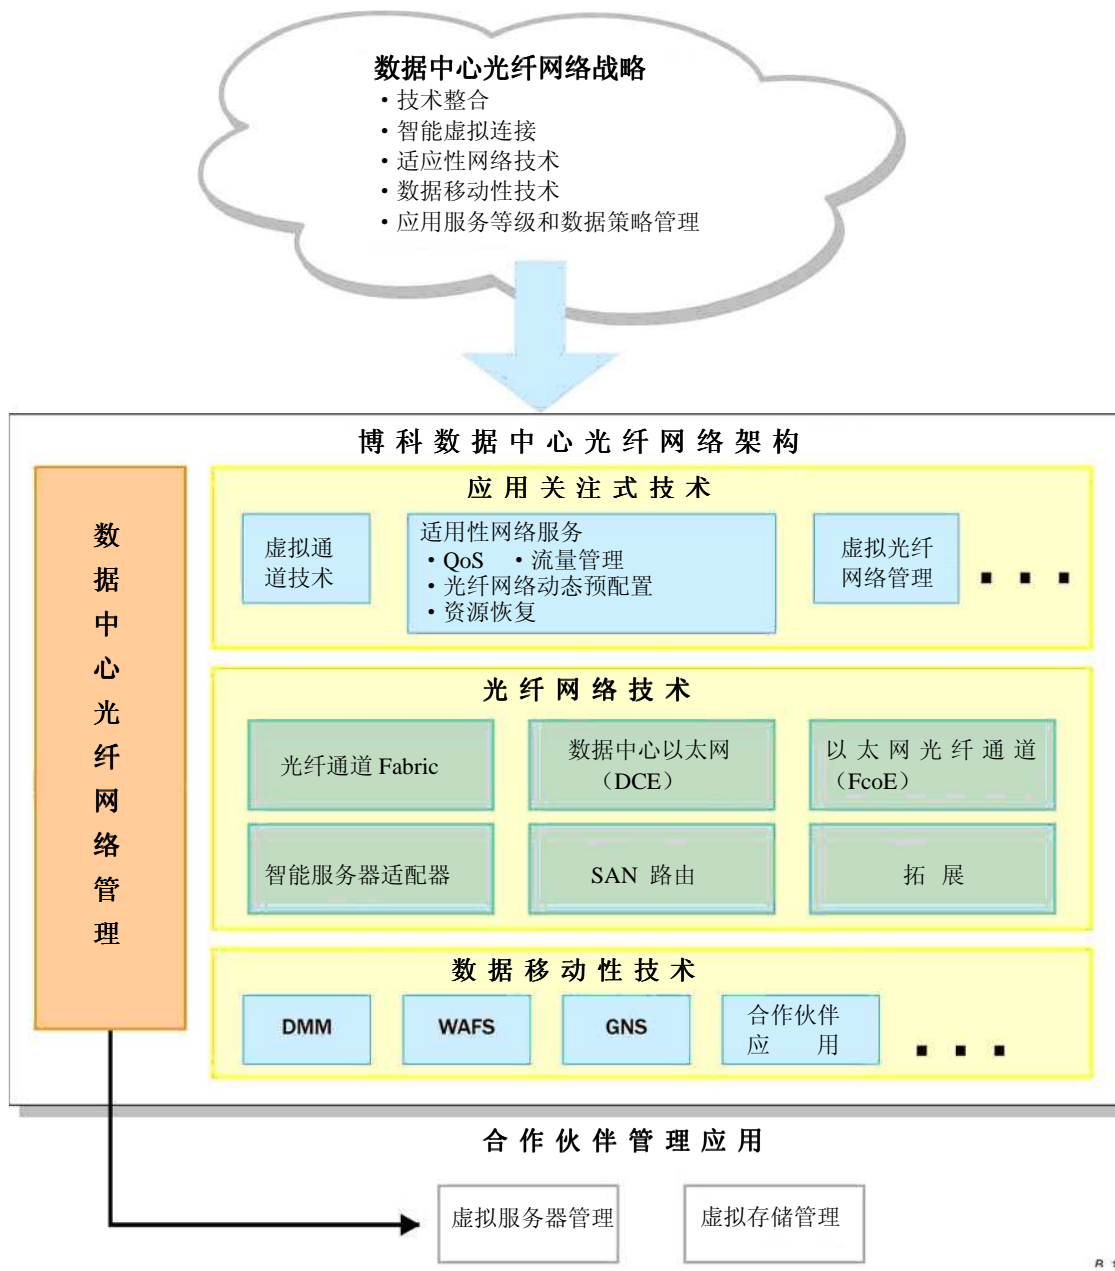 数据中心光纤网络战略
・技术整合
・智能虚拟连接
・适应性网络技术
・数据移动性技术
・应用服务等级和数据策略管理
博科数据中心光纤网络架构
数据中心光纤网络管理
应用关注式技术
虚拟通
道技术
适用性网络服务
・QoS ・流量管理
・光纤网络动态预配置
・资源恢复
虚拟光纤
网络管理
光纤网络技术
光纤通道 Fabric
数据中心以太网
（DCE）
以太网光纤通道
（FcoE）
智能服务器适配器
SAN 路由
拓展
数据移动性技术
DMM
WAFS
GNS
合作伙伴
应用
合作伙伴管理应用
虚拟服务器管理
虚拟存储管理